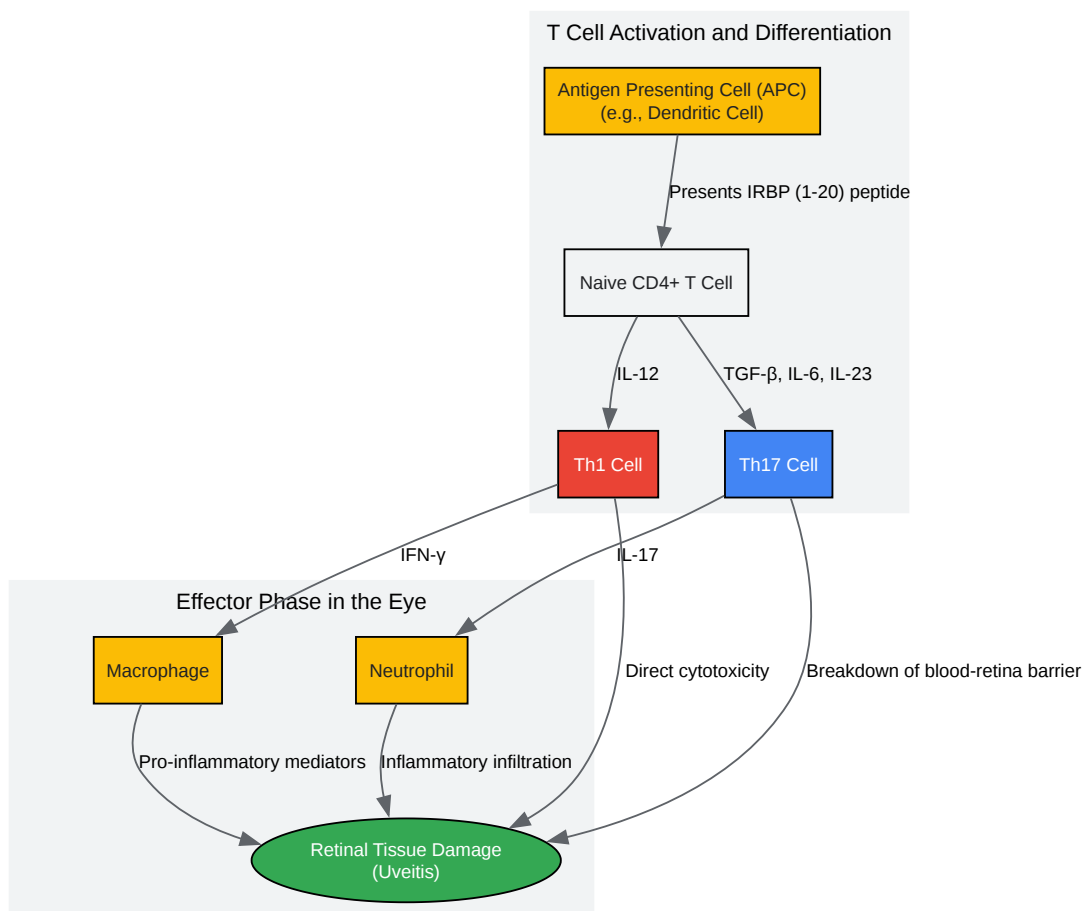 T Cell Activation and Differentiation
Antigen Presenting Cell (APC)
(e.g., Dendritic Cell)
Presents IRBP (1-20) peptide
Naive CD4+ T Cell
IL-12
TGF-β, IL-6, IL-23
Th1 Cell
Th17 Cell
IFN-γ
IL-17
Effector Phase in the Eye
Macrophage
Neutrophil
Direct cytotoxicity
Breakdown of blood-retina barrier
Pro-inflammatory mediators
Inflammatory infiltration
Retinal Tissue Damage
(Uveitis)